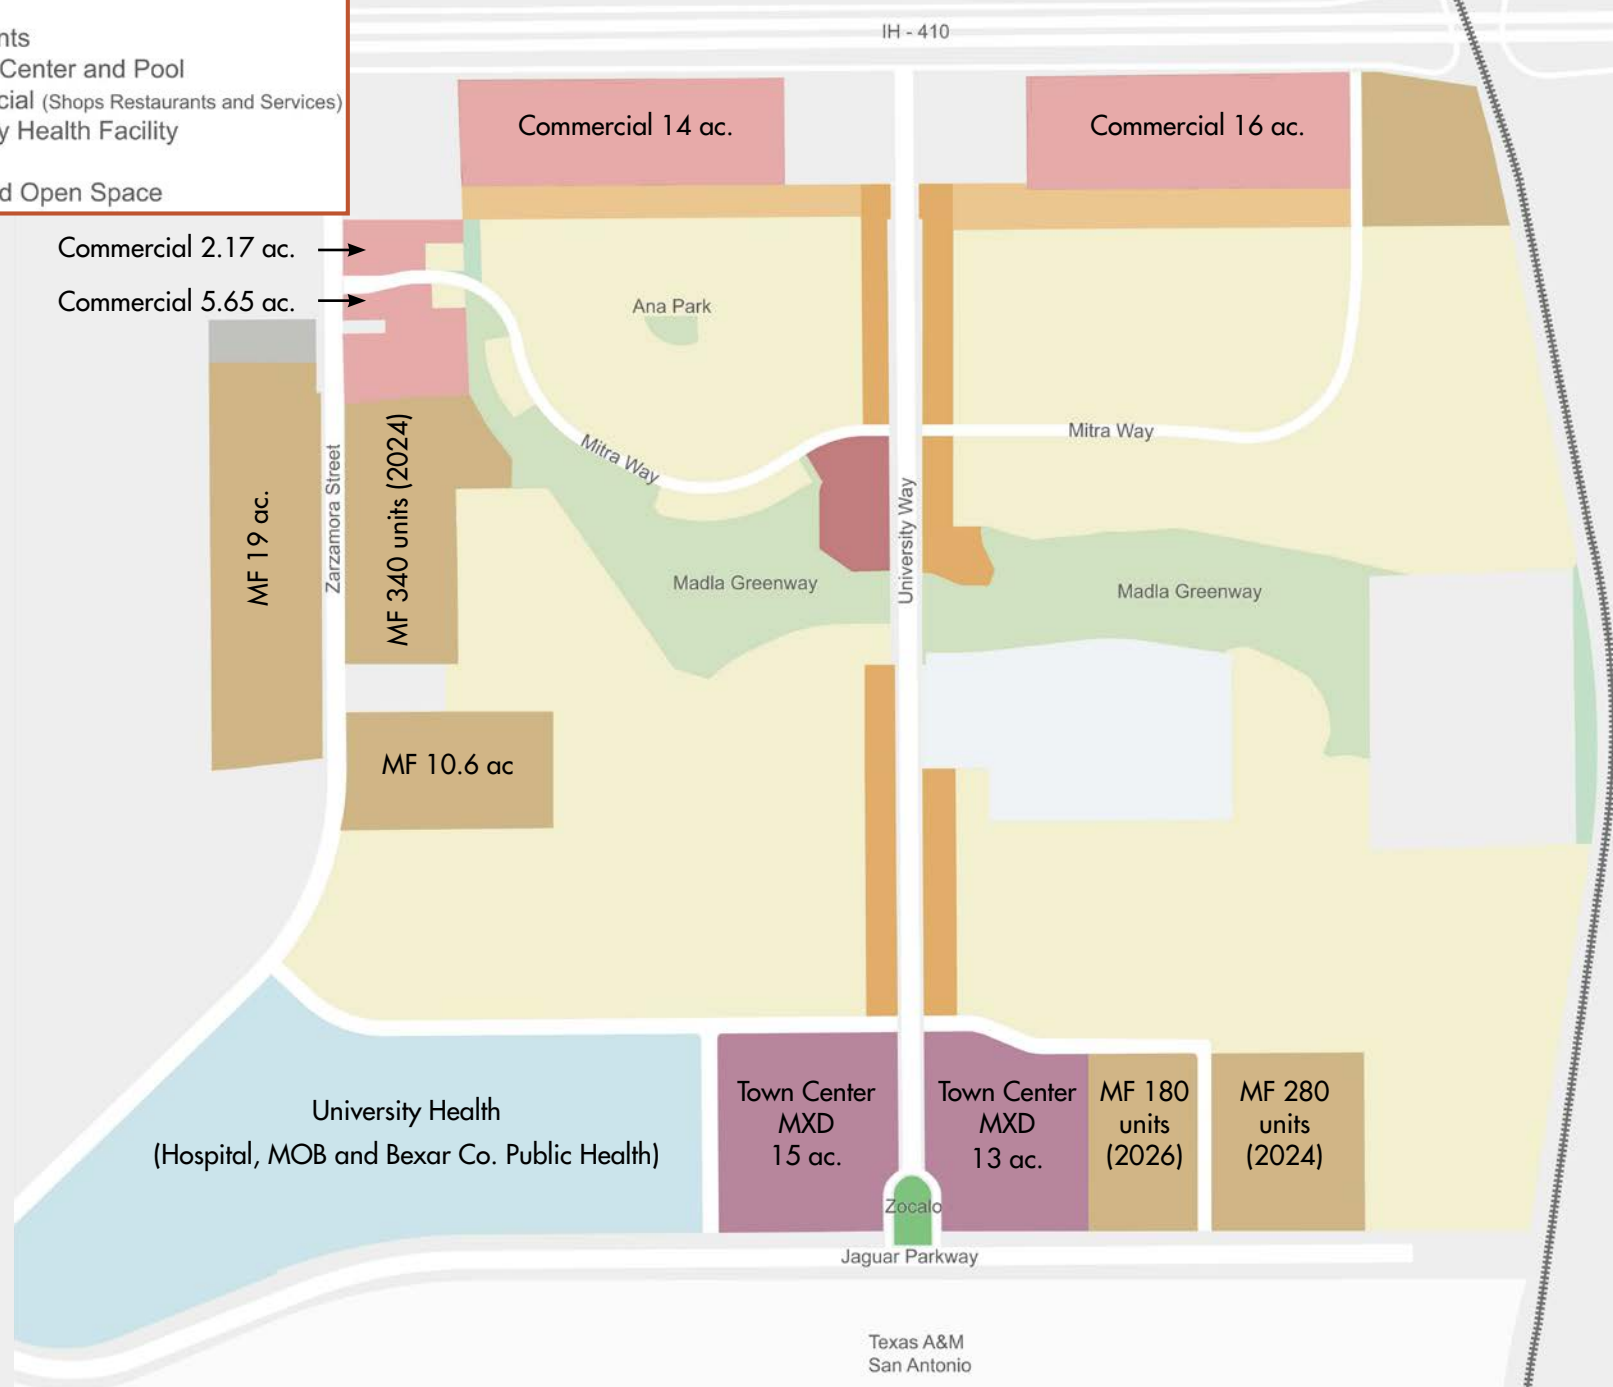 IH - 410
nts
Center and Pool
cial (Shops Restaurants and Services)
y Health Facility
d Open Space
Commercial 14 ac.
Commercial 16 ac.
Commercial 2.17 ac.
Commercial 5.65 ac.
Ana Park
Mitra Way
Mitra Way
MF 19 ac.
Zarzamora Street
MF 340 units (2024)
University Way
Madla Greenway
Madla Greenway
MF 10.6 ac
University Health
(Hospital, MOB and Bexar Co. Public Health)
Town Center
MXD
15 ac.
Town Center
MXD
13 ac.
MF 180
units
(2026)
MF 280
units
(2024)
Zocalo
Jaguar Parkway
Texas A&M
San Antonio